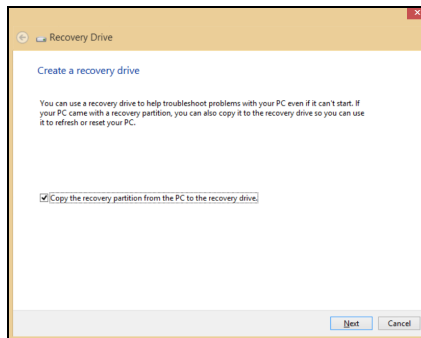 Recovery Drive
Create a recovery drive
You can use a recovery drive to help troubleshoot problems with your PC even if it can't start. If
your PC came with a recovery partition, you can also copy it to the recovery drive so you can use
it to refresh or reset your PC.
Copy the recovery partition from the PC to the recovery drive.
Next Cancel